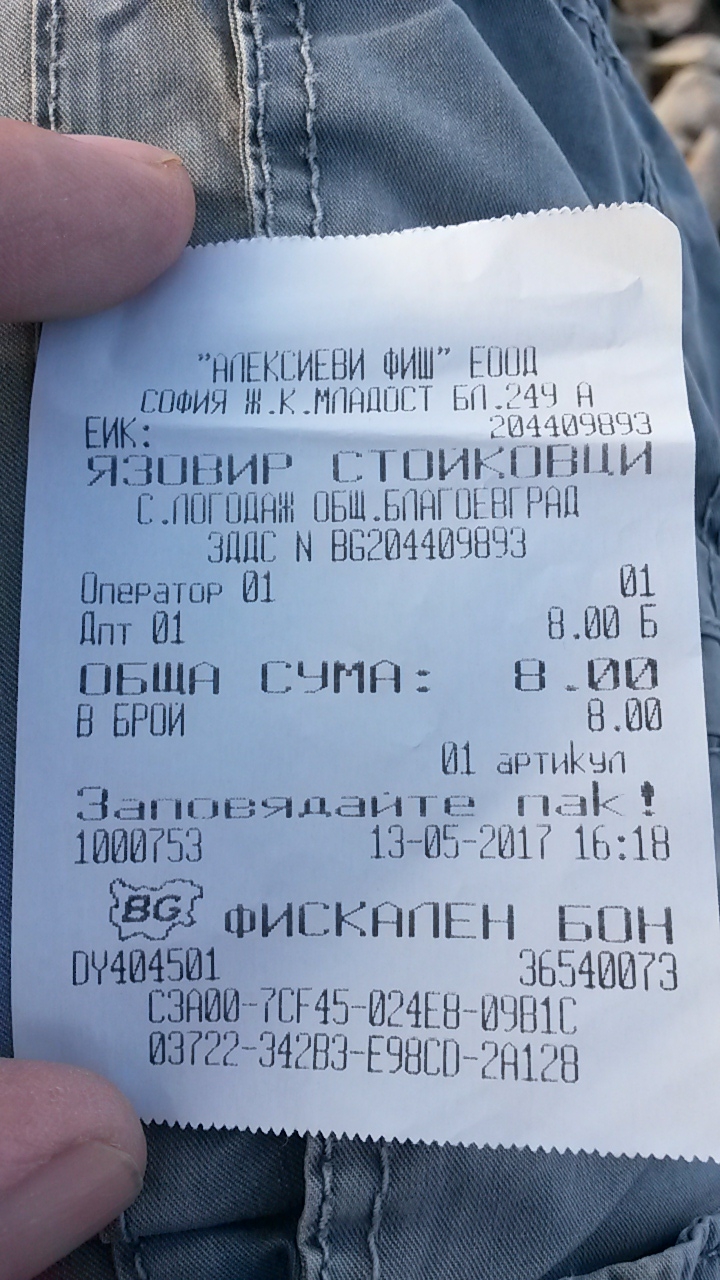 "АЛЕКСИЕВИ ФИШ" ЕООД
СОФИЯ Ж.К.МЛАДОСТ БЛ.249 А
ЕИК: 204409893
ЯЗОВИР СТОЙКОВЦИ
С.ЛОГОДАЖ ОБЩ.БЛАГОЕВГРАД
ЗДДС N BG204409893
Оператор 01 01
Дпт 01 8.00 Б
ОБЩА СУМА: 8.00
В БРОЙ 8.00
01 артикул
Заповядайте пак!
1000753 13-05-2017 16:18
BG ФИСКАЛЕН БОН
DY404501 36540073
C3A00-7CF45-024E8-09B1C
03722-342B3-E98CD-2A128